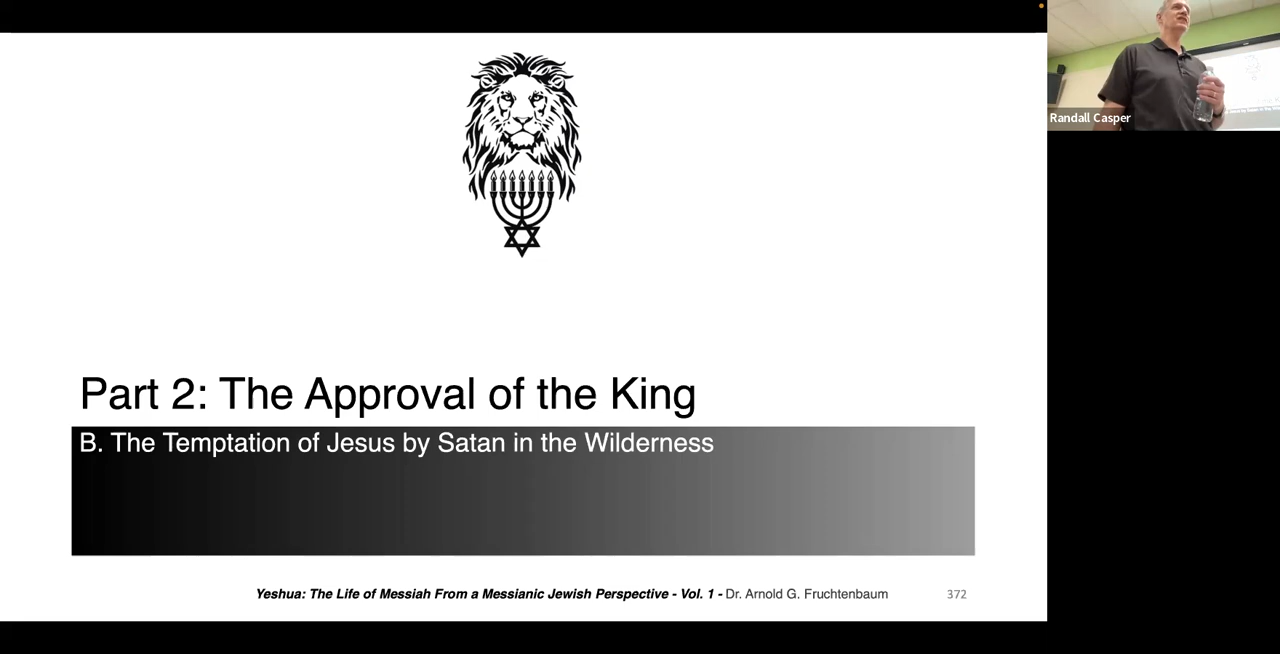 Randall Casper
Part 2: The Approval of the King
B. The Temptation of Jesus by Satan in the Wilderness
Yeshua: The Life of Messiah From a Messianic Jewish Perspective - Vol. 1 - Dr. Arnold G. Fruchtenbaum
372